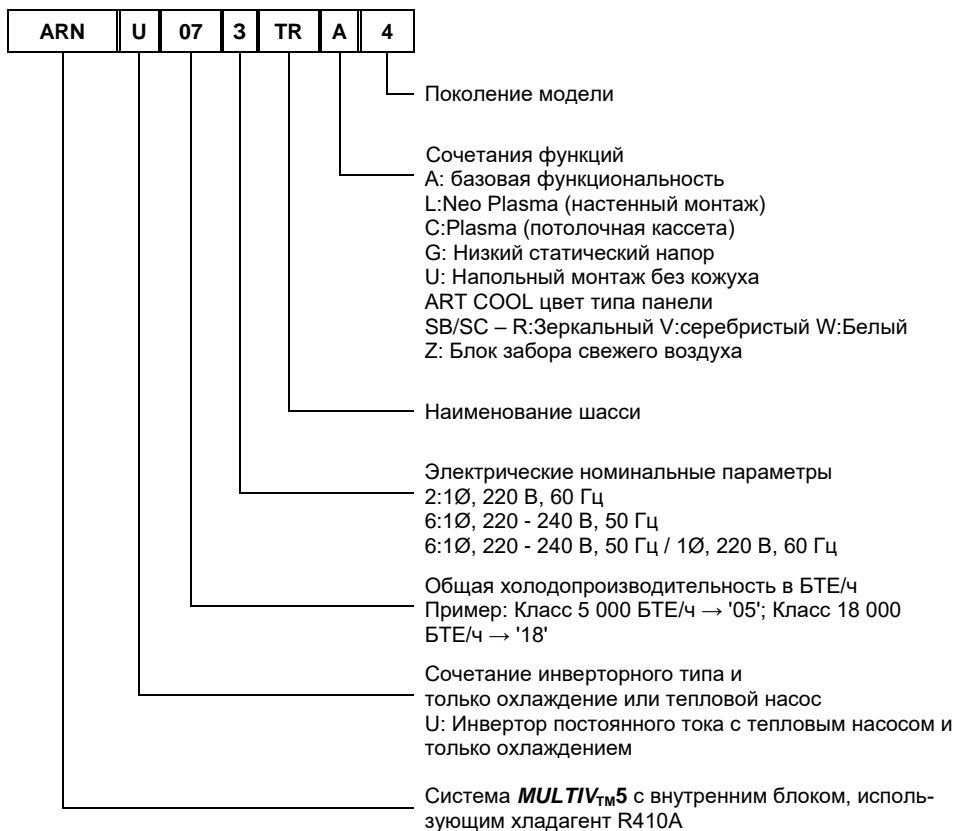 ARN U 07 3 TR A 4
Поколение модели
Сочетания функций
A: базовая функциональность
L:Neo Plasma (настенный монтаж)
C:Plasma (потолочная кассета)
G: Низкий статический напор
U: Напольный монтаж без кожуха
ART COOL цвет типа панели
SB/SC – R:Зеркальный V:серебристый W:Белый
Z: Блок забора свежего воздуха
Наименование шасси
Электрические номинальные параметры
2:1Ø, 220 В, 60 Гц
6:1Ø, 220 - 240 В, 50 Гц
6:1Ø, 220 - 240 В, 50 Гц / 1Ø, 220 В, 60 Гц
Общая холодопроизводительность в БТЕ/ч
Пример: Класс 5 000 БТЕ/ч → '05'; Класс 18 000
БТЕ/ч → '18'
Сочетание инверторного типа и
только охлаждение или тепловой насос
U: Инвертор постоянного тока с тепловым насосом и
только охлаждением
Система MULTIV™5 с внутренним блоком, исполь-
зующим хладагент R410A